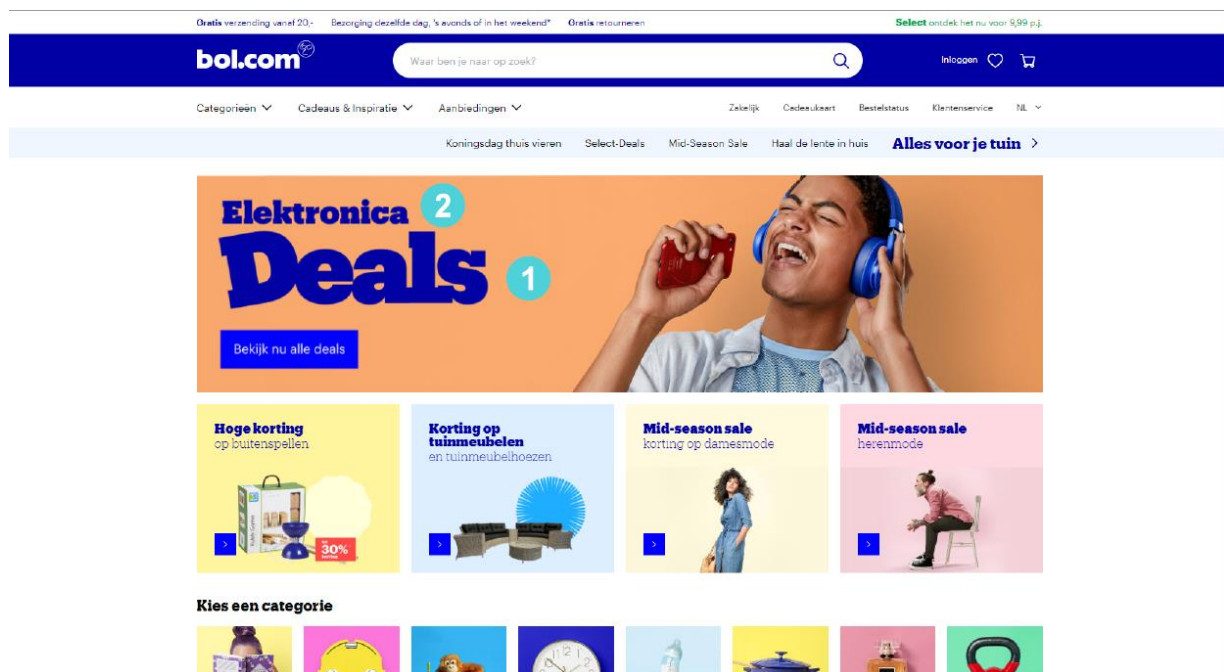 Gratis verzending vanaf 20,- Bezorging dezelfde dag, 's avonds of in het weekend* Gratis retourneren Select ontdek het nu voor 9,99 p.j.
bol.com Waar ben je naar op zoek? Inloggen
Categorieën Cadeaus & Inspiratie Aanbiedingen Zakelijk Cadeaukaart Bestelstatus Klantenservice NL
Koningsdag thuis vieren Select-Deals Mid-Season Sale Haal de lente in huis Alles voor je tuin
Elektronica 2
Deals 1
Bekijk nu alle deals
Hoge korting
op buitenspellen
30%
Korting op
tuinmeubelen
en tuinmeubelhoezen
Mid-season sale
korting op damesmode
Mid-season sale
herenmode
Kies een categorie